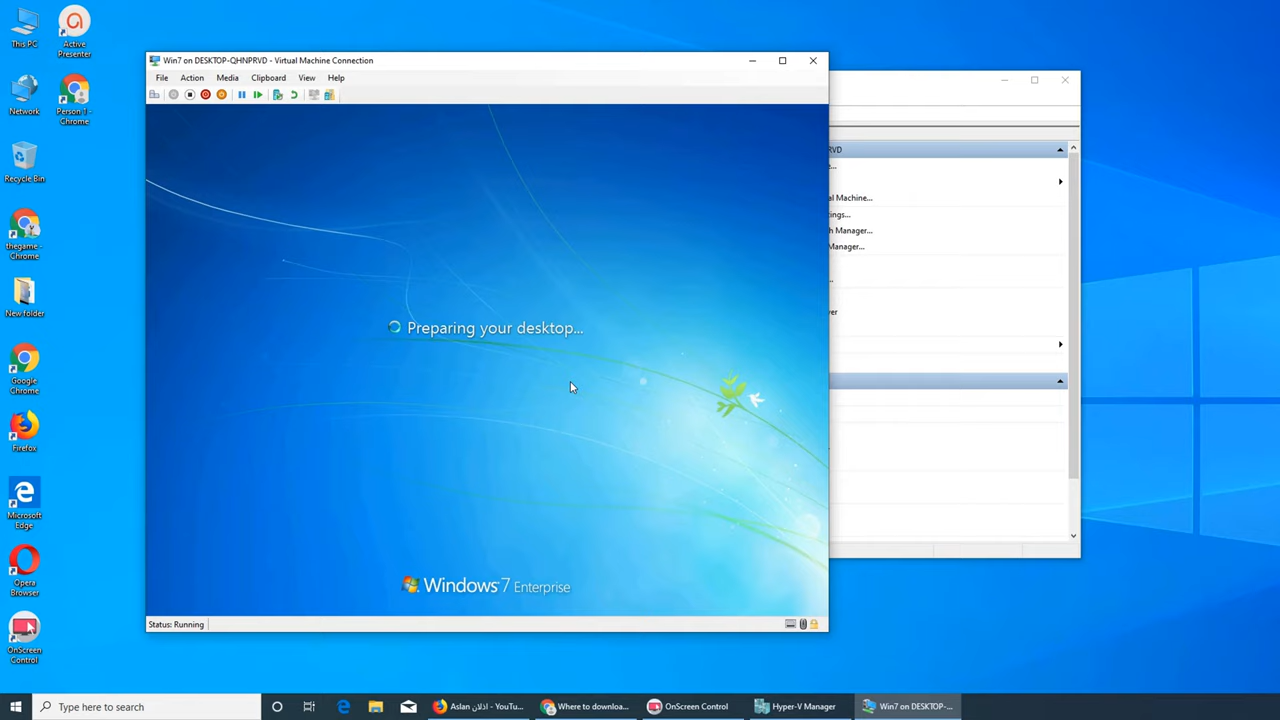 This PC
Active
Presenter
Network
Person 1 -
Chrome
Recycle Bin
thegame -
Chrome
New folder
Google
Chrome
Firefox
Microsoft
Edge
Opera
Browser
OnScreen
Control
Win7 on DESKTOP-QHNPRVD - Virtual Machine Connection
File Action Media Clipboard View Help
Preparing your desktop...
Windows 7 Enterprise
Status: Running
RVD
...
al Machine...
ings...
h Manager...
Manager...
...
ver
Type here to search
Aslan اذلان - YouTu...
Where to downloa...
OnScreen Control
Hyper-V Manager
Win7 on DESKTOP-...